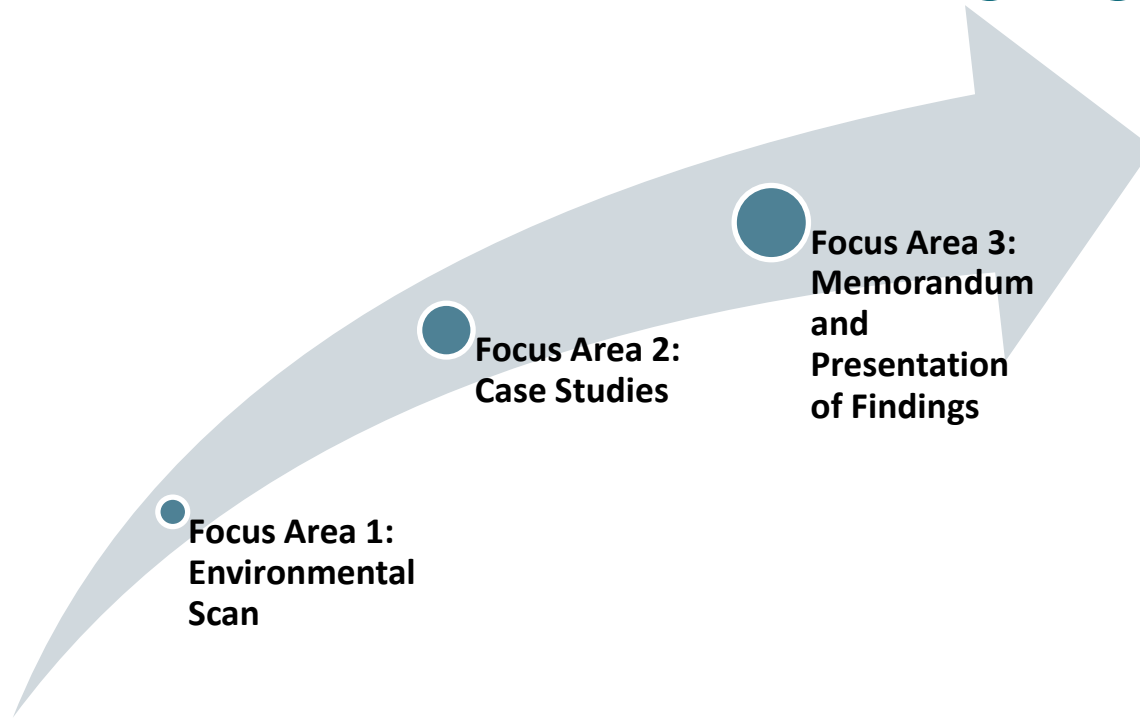 Focus Area 1:
Environmental
Scan
Focus Area 2:
Case Studies
Focus Area 3:
Memorandum
and
Presentation
of Findings